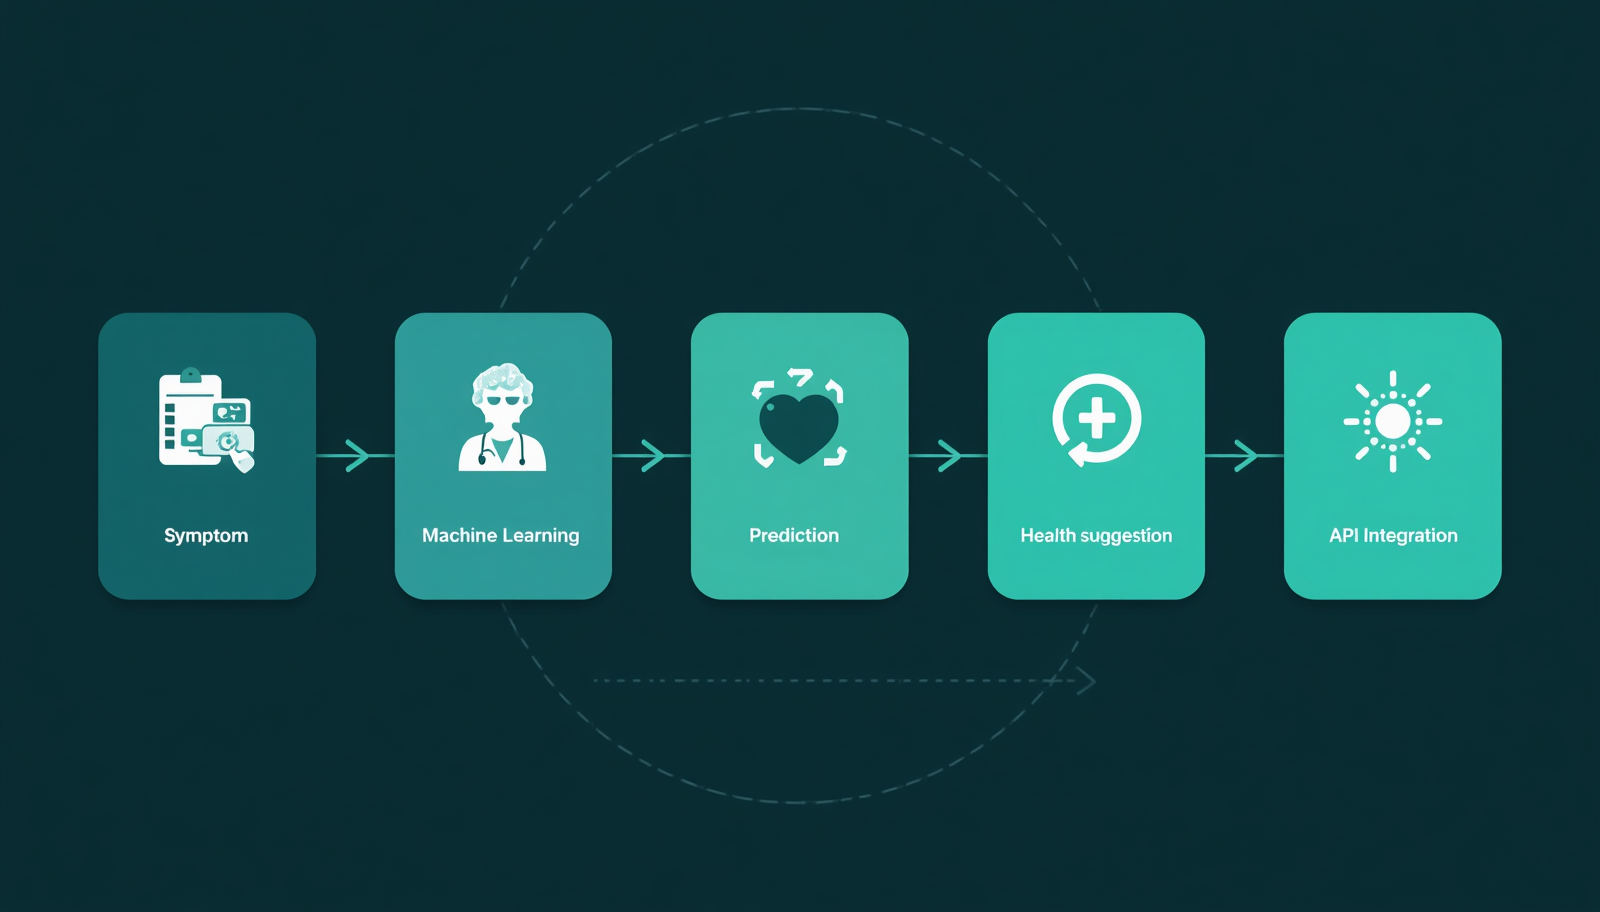 Symptom
Machine Learning
Prediction
Health suggestion
API Integration